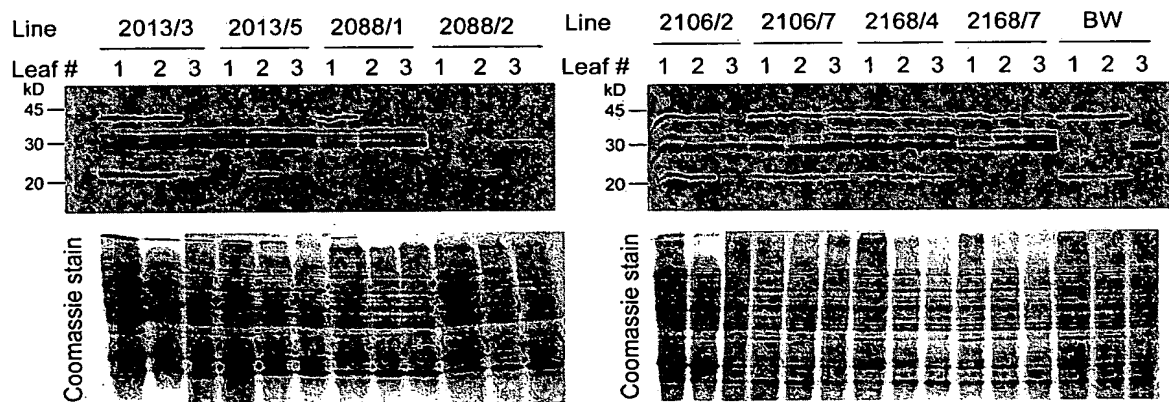 Line 2013/3 2013/5 2088/1 2088/2
Leaf # 1 2 3 1 2 3 1 2 3 1 2 3
kD
45
30
20
Coomassie stain
Line 2106/2 2106/7 2168/4 2168/7 BW
Leaf # 1 2 3 1 2 3 1 2 3 1 2 3 1 2 3
kD
45
30
20
Coomassie stain